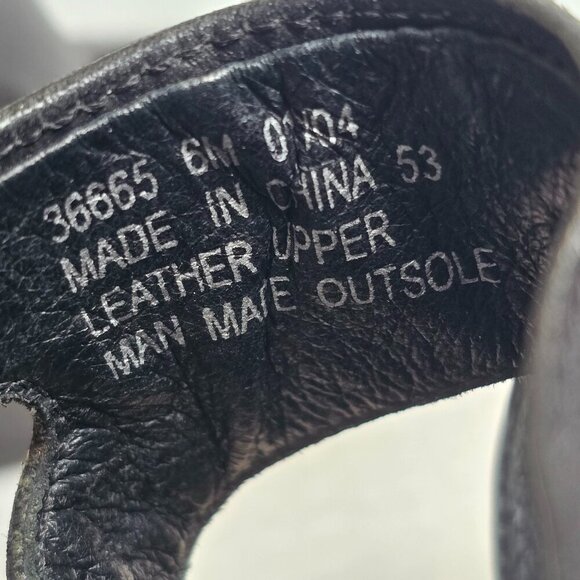 36665 6M 01/04
MADE IN CHINA 53
LEATHER UPPER
MAN MADE OUTSOLE